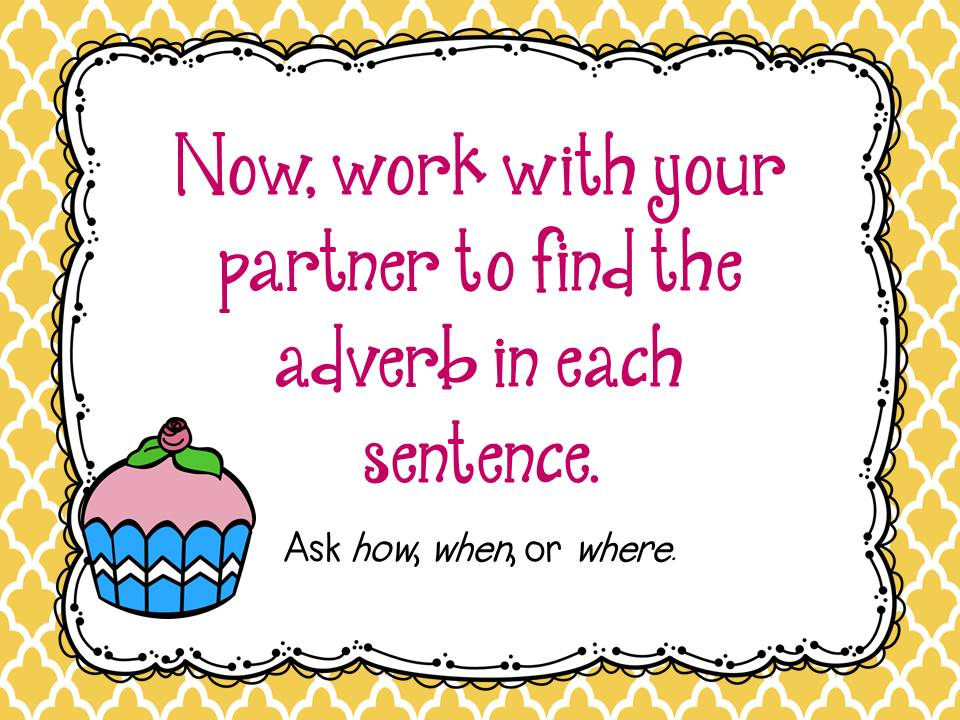 Now, work with your
partner to find the
adverb in each
sentence.
Ask how, when, or where.